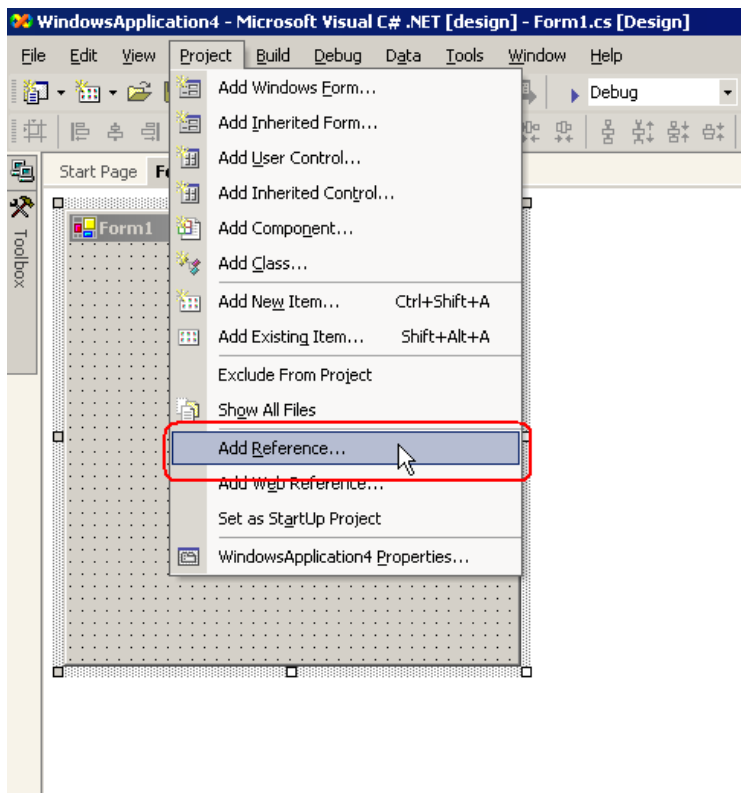 WindowsApplication4 - Microsoft Visual C# .NET [design] - Form1.cs [Design]
File Edit View Project Build Debug Data Tools Window Help
Debug
Start Page
Toolbox
Form1
Add Windows Form...
Add Inherited Form...
Add User Control...
Add Inherited Control...
Add Component...
Add Class...
Add New Item... Ctrl+Shift+A
Add Existing Item... Shift+Alt+A
Exclude From Project
Show All Files
Add Reference...
Add Web Reference...
Set as StartUp Project
WindowsApplication4 Properties...